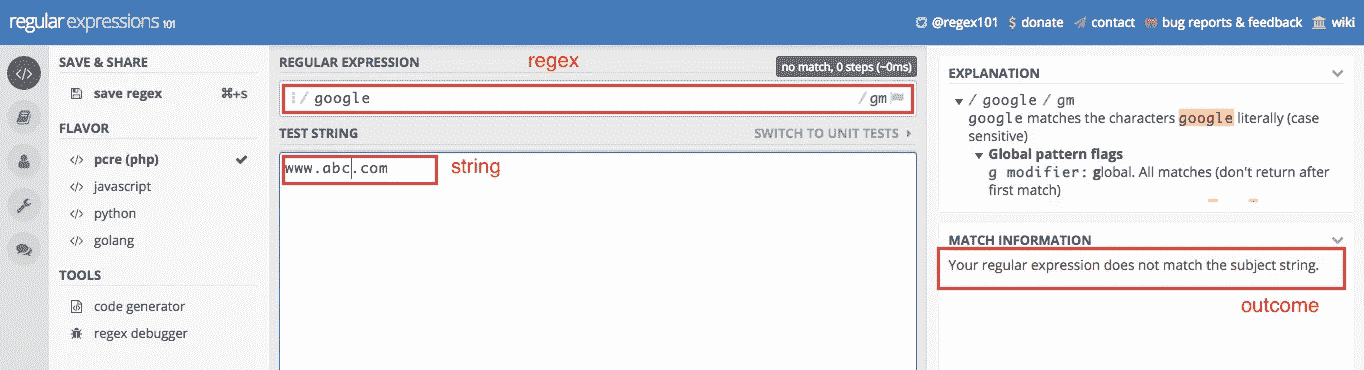 regular expressions 101
@regex101 $ donate contact bug reports & feedback wiki
SAVE & SHARE
save regex ⌘+s
FLAVOR
</> pcre (php)
</> javascript
</> python
</> golang
TOOLS
code generator
regex debugger
REGULAR EXPRESSION regex no match, 0 steps (~0ms)
/ google / gm
TEST STRING SWITCH TO UNIT TESTS
www.abc.com string
EXPLANATION
/ google / gm
google matches the characters google literally (case
sensitive)
Global pattern flags
g modifier: global. All matches (don't return after
first match)
MATCH INFORMATION
Your regular expression does not match the subject string.
outcome